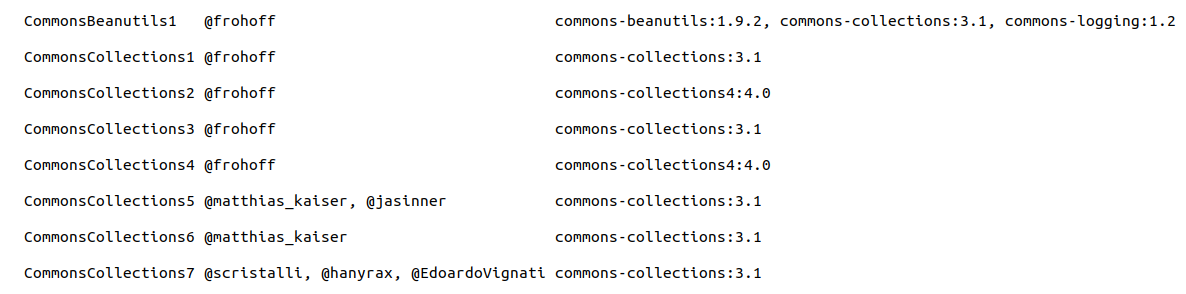 CommonsBeanutils1 @frohoff commons-beanutils:1.9.2, commons-collections:3.1, commons-logging:1.2
CommonsCollections1 @frohoff commons-collections:3.1
CommonsCollections2 @frohoff commons-collections4:4.0
CommonsCollections3 @frohoff commons-collections:3.1
CommonsCollections4 @frohoff commons-collections4:4.0
CommonsCollections5 @matthias_kaiser, @jasinner commons-collections:3.1
CommonsCollections6 @matthias_kaiser commons-collections:3.1
CommonsCollections7 @scristalli, @hanyrax, @EdoardoVignati commons-collections:3.1